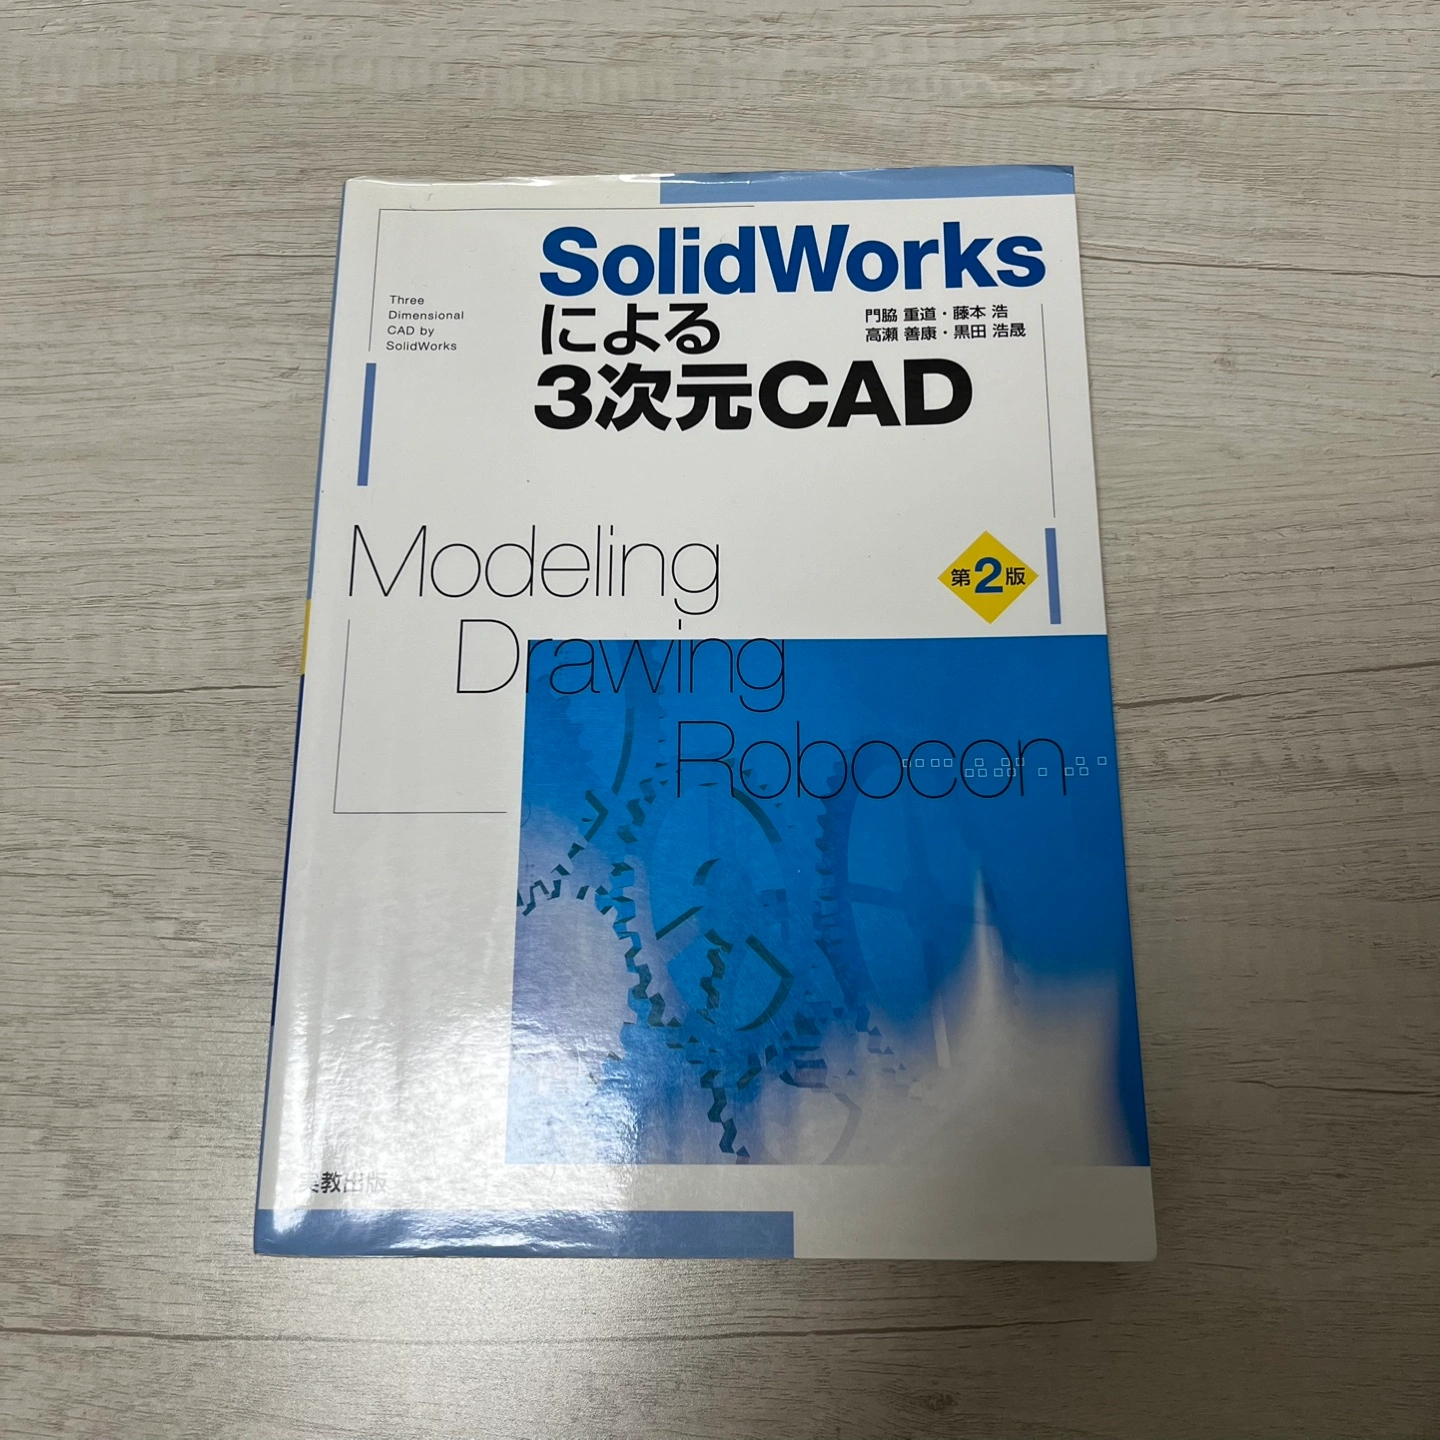 SolidWorks
による
3次元CAD
門脇 重道・藤本 浩
高瀬 善康・黒田 浩晟
Three
Dimensional
CAD by
SolidWorks
Modeling
第2版
Drawing
Robocon
実教出版